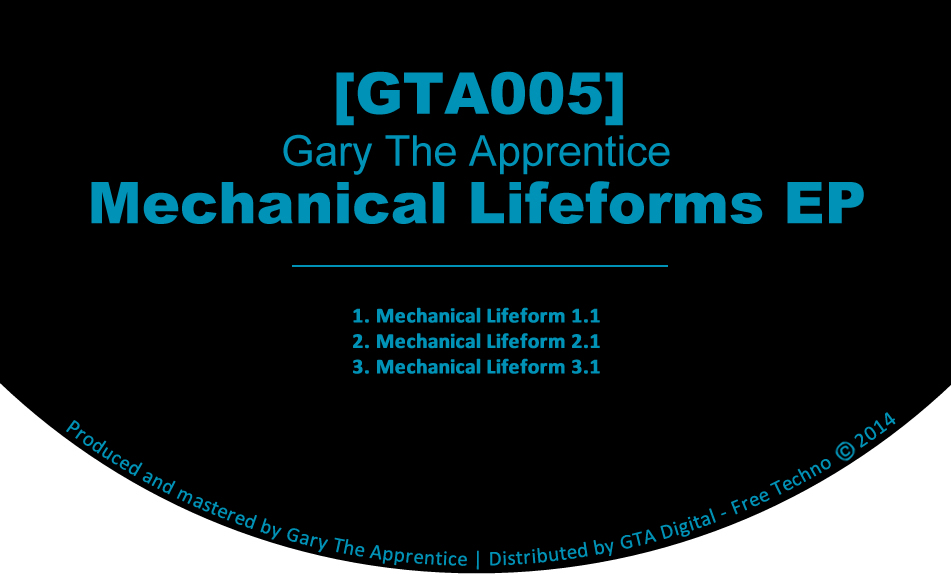 [GTA005]
Gary The Apprentice
Mechanical Lifeforms EP
1. Mechanical Lifeform 1.1
2. Mechanical Lifeform 2.1
3. Mechanical Lifeform 3.1
Produced and mastered by Gary The Apprentice | Distributed by GTA Digital - Free Techno © 2014